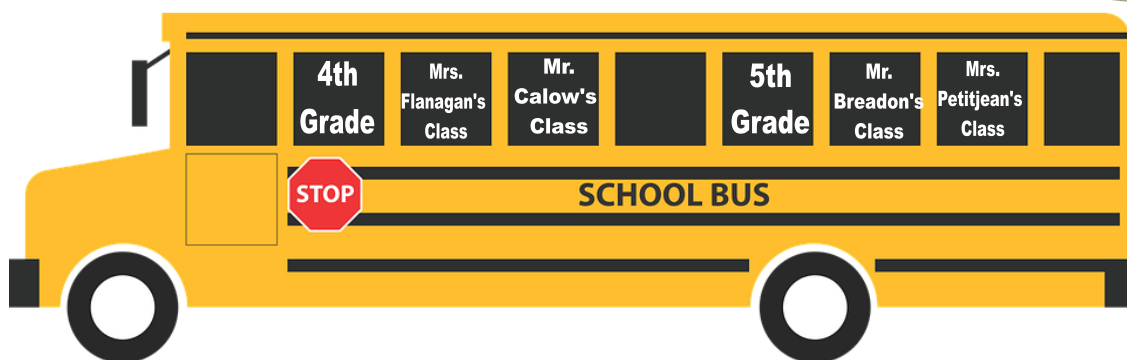 4th
Grade
Mrs.
Flanagan's
Class
Mr.
Calow's
Class
5th
Grade
Mr.
Breadon's
Class
Mrs.
Petitjean's
Class
STOP
SCHOOL BUS